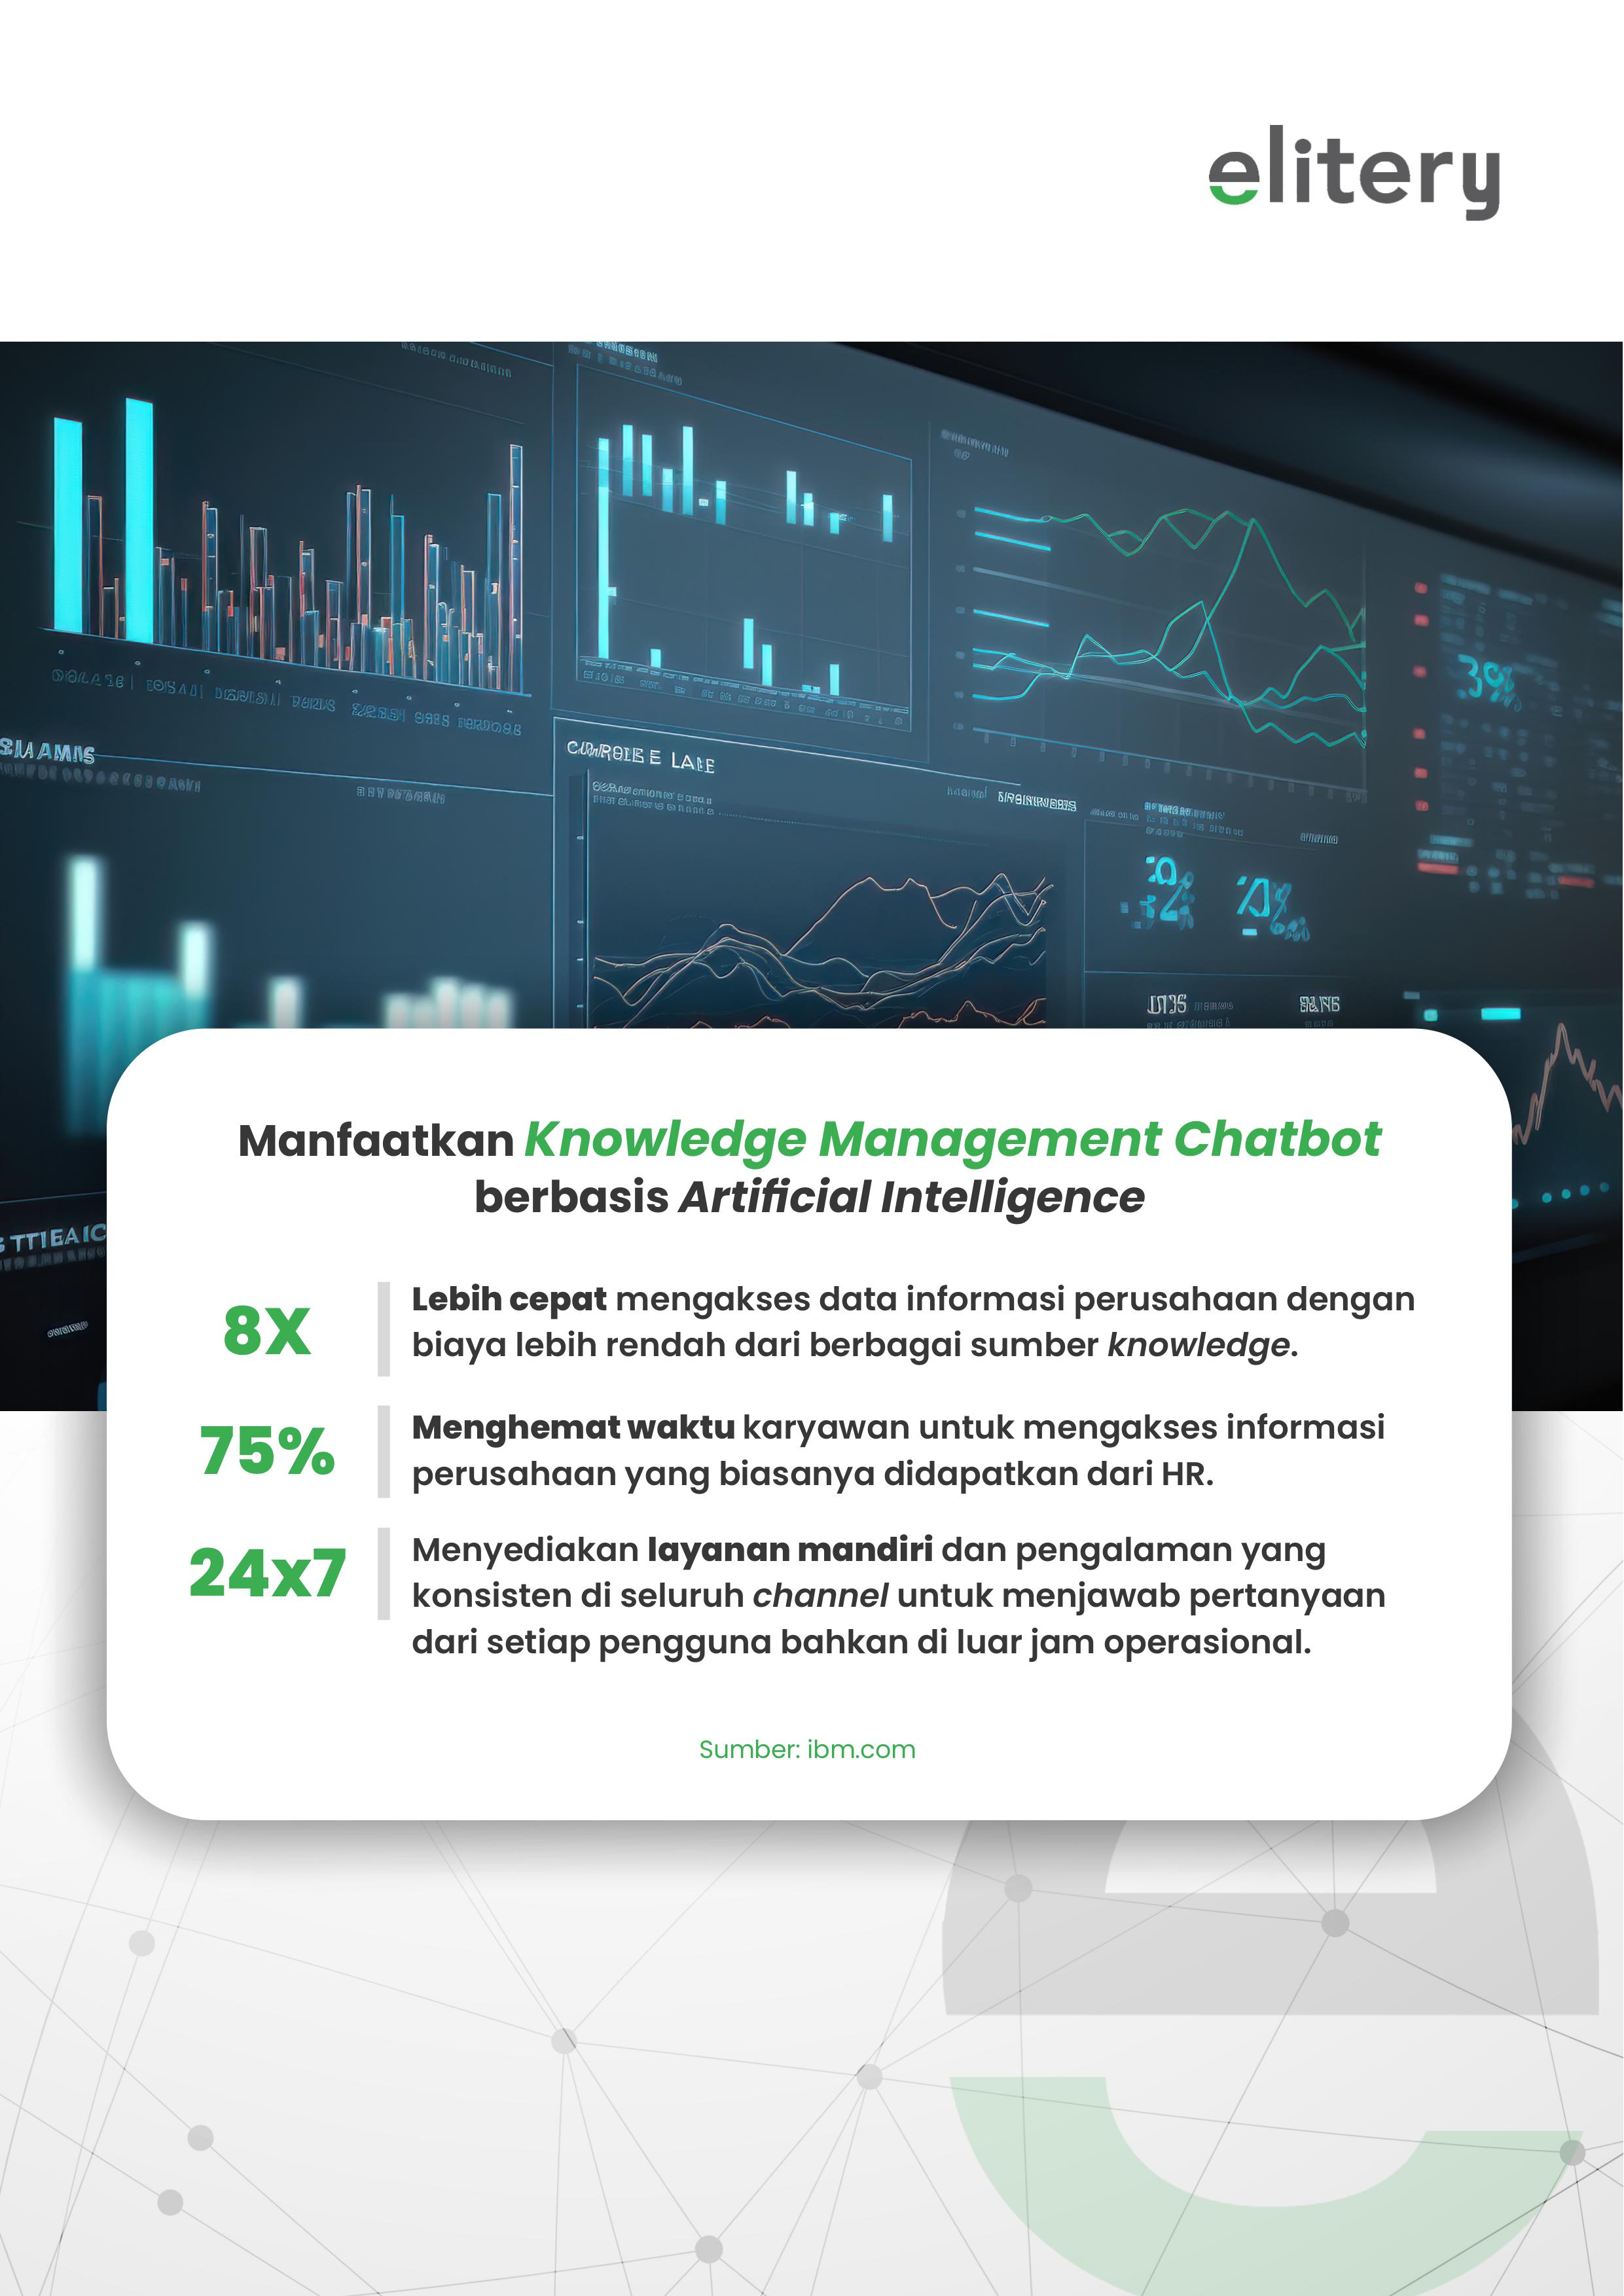 elitery
Manfaatkan Knowledge Management Chatbot
berbasis Artificial Intelligence
8X
Lebih cepat mengakses data informasi perusahaan dengan
biaya lebih rendah dari berbagai sumber knowledge.
75%
Menghemat waktu karyawan untuk mengakses informasi
perusahaan yang biasanya didapatkan dari HR.
24x7
Menyediakan layanan mandiri dan pengalaman yang
konsisten di seluruh channel untuk menjawab pertanyaan
dari setiap pengguna bahkan di luar jam operasional.
Sumber: ibm.com